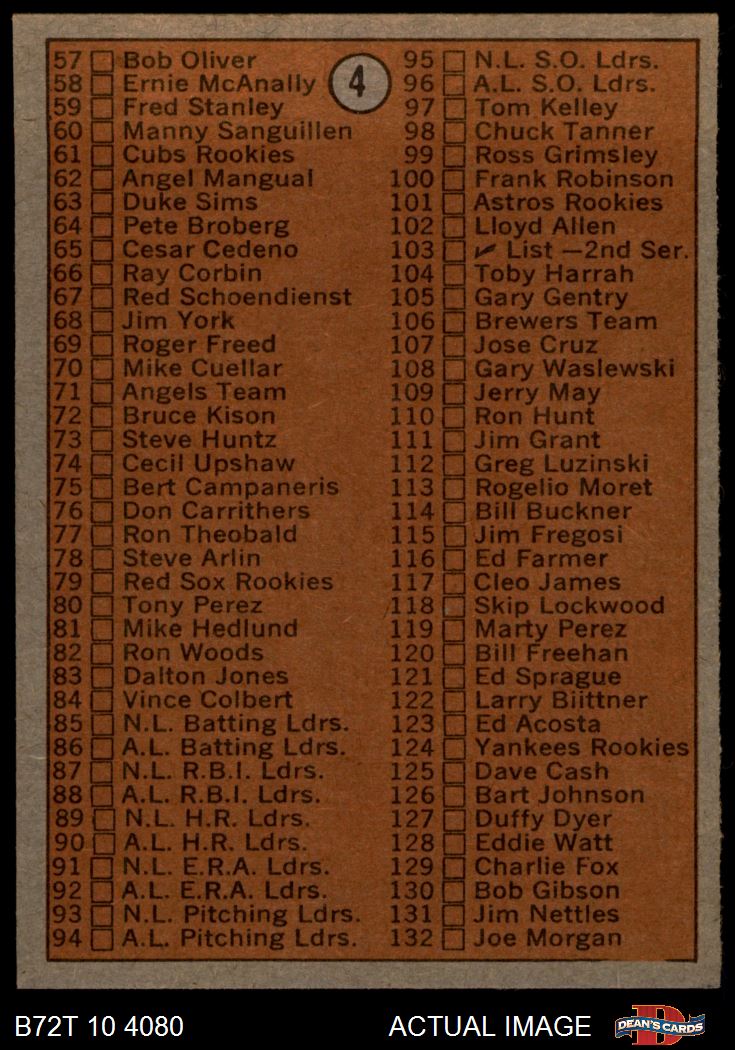 4
57 Bob Oliver
58 Ernie McAnally
59 Fred Stanley
60 Manny Sanguillen
61 Cubs Rookies
62 Angel Mangual
63 Duke Sims
64 Pete Broberg
65 Cesar Cedeno
66 Ray Corbin
67 Red Schoendienst
68 Jim York
69 Roger Freed
70 Mike Cuellar
71 Angels Team
72 Bruce Kison
73 Steve Huntz
74 Cecil Upshaw
75 Bert Campaneris
76 Don Carrithers
77 Ron Theobald
78 Steve Arlin
79 Red Sox Rookies
80 Tony Perez
81 Mike Hedlund
82 Ron Woods
83 Dalton Jones
84 Vince Colbert
85 N.L. Batting Ldrs.
86 A.L. Batting Ldrs.
87 N.L. R.B.I. Ldrs.
88 A.L. R.B.I. Ldrs.
89 N.L. H.R. Ldrs.
90 A.L. H.R. Ldrs.
91 N.L. E.R.A. Ldrs.
92 A.L. E.R.A. Ldrs.
93 N.L. Pitching Ldrs.
94 A.L. Pitching Ldrs.
95 N.L. S.O. Ldrs.
96 A.L. S.O. Ldrs.
97 Tom Kelley
98 Chuck Tanner
99 Ross Grimsley
100 Frank Robinson
101 Astros Rookies
102 Lloyd Allen
103 ✓ List —2nd Ser.
104 Toby Harrah
105 Gary Gentry
106 Brewers Team
107 Jose Cruz
108 Gary Waslewski
109 Jerry May
110 Ron Hunt
111 Jim Grant
112 Greg Luzinski
113 Rogelio Moret
114 Bill Buckner
115 Jim Fregosi
116 Ed Farmer
117 Cleo James
118 Skip Lockwood
119 Marty Perez
120 Bill Freehan
121 Ed Sprague
122 Larry Biittner
123 Ed Acosta
124 Yankees Rookies
125 Dave Cash
126 Bart Johnson
127 Duffy Dyer
128 Eddie Watt
129 Charlie Fox
130 Bob Gibson
131 Jim Nettles
132 Joe Morgan
B72T 10 4080 ACTUAL IMAGE
D
DEAN'S CARDS